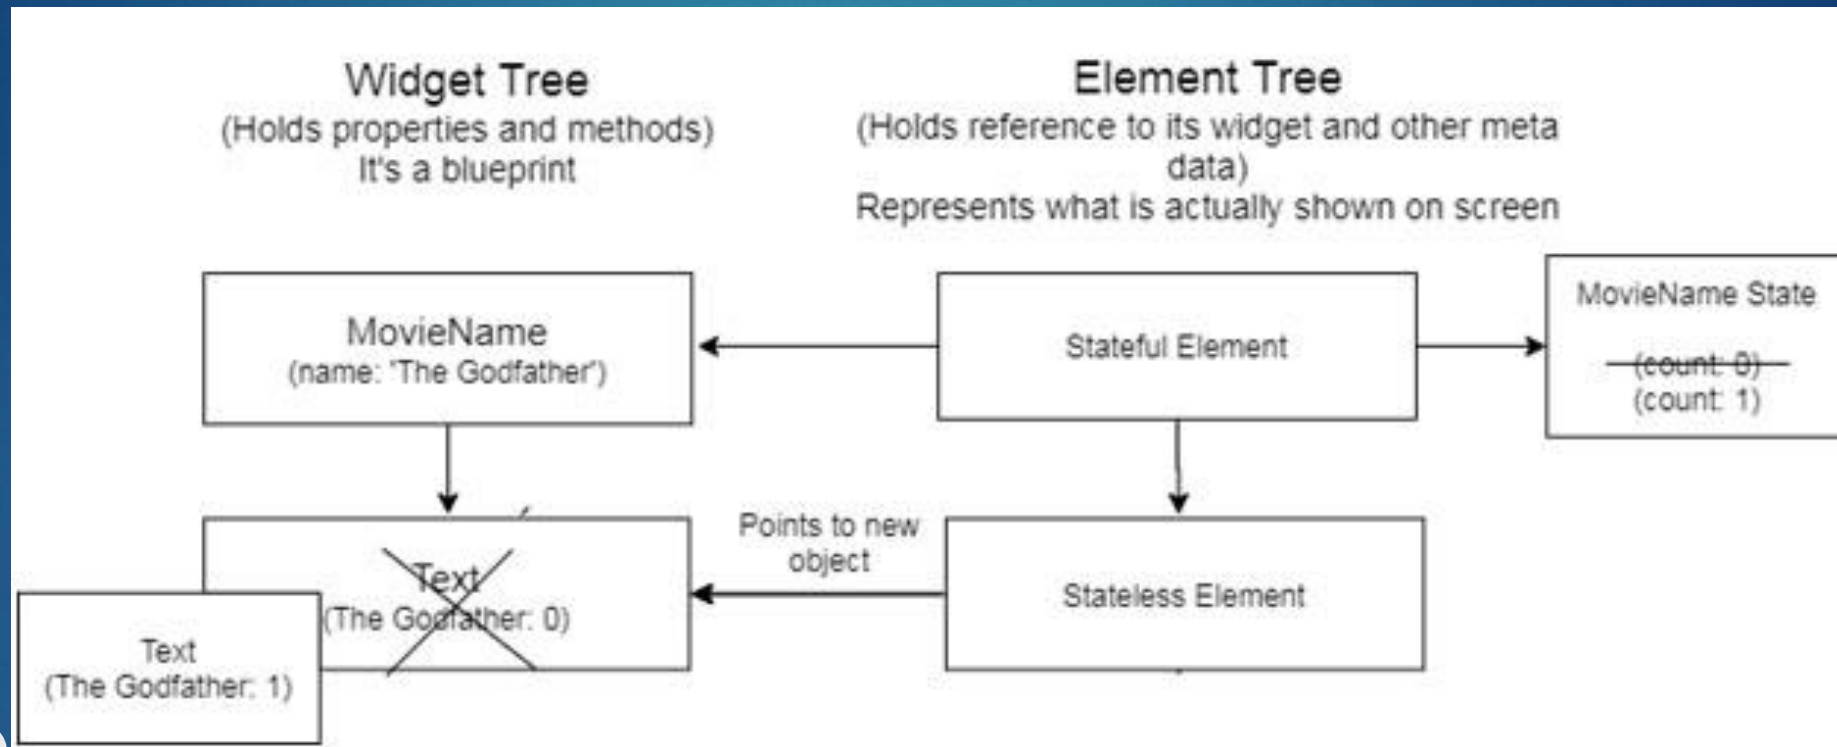 Widget Tree
(Holds properties and methods)
It's a blueprint
Element Tree
(Holds reference to its widget and other meta
data)
Represents what is actually shown on screen
MovieName
(name: 'The Godfather')
Stateful Element
MovieName State
(count: 0)
(count: 1)
Text
(The Godfather: 0)
Points to new
object
Stateless Element
Text
(The Godfather: 1)